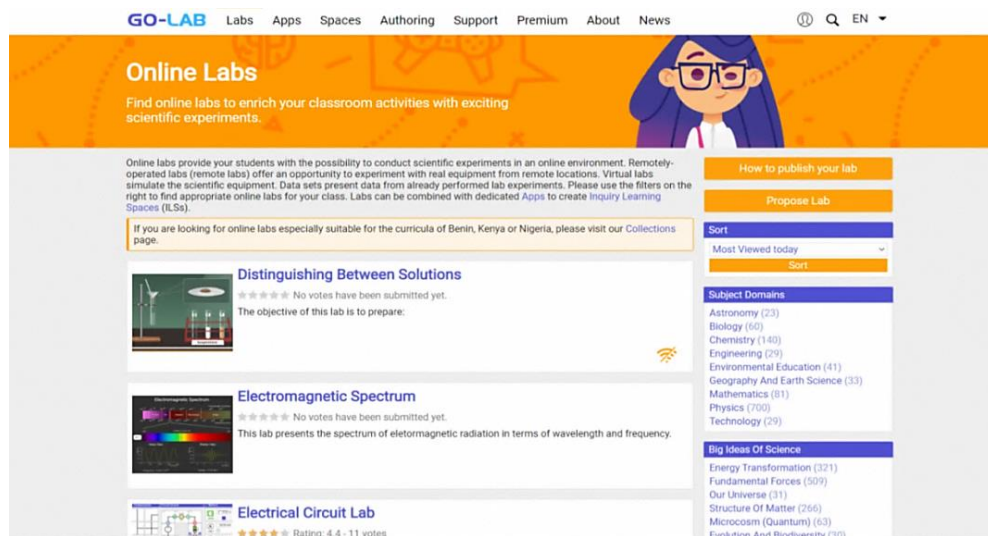 GO-LAB Labs Apps Spaces Authoring Support Premium About News EN
Online Labs
Find online labs to enrich your classroom activities with exciting
scientific experiments.
Online labs provide your students with the possibility to conduct scientific experiments in an online environment. Remotely-
operated labs (remote labs) offer an opportunity to experiment with real equipment from remote locations. Virtual labs
simulate the scientific equipment. Data sets present data from already performed lab experiments. Please use the filters on the
right to find appropriate online labs for your class. Labs can be combined with dedicated Apps to create Inquiry Learning
Spaces (ILSs).
If you are looking for online labs especially suitable for the curricula of Benin, Kenya or Nigeria, please visit our Collections
page.
Distinguishing Between Solutions
No votes have been submitted yet.
The objective of this lab is to prepare:
Electromagnetic Spectrum
Electromagnetic Spectrum
No votes have been submitted yet.
This lab presents the spectrum of eletormagnetic radiation in terms of wavelength and frequency.
Electrical Circuit Lab
Rating: 4.4 - 11 votes
How to publish your lab
Propose Lab
Sort
Most Viewed today
Sort
Subject Domains
Astronomy (23)
Biology (60)
Chemistry (140)
Engineering (29)
Environmental Education (41)
Geography And Earth Science (33)
Mathematics (81)
Physics (700)
Technology (29)
Big Ideas Of Science
Energy Transformation (321)
Fundamental Forces (509)
Our Universe (31)
Structure Of Matter (266)
Microcosm (Quantum) (63)
Evolution And Biodiversity (30)